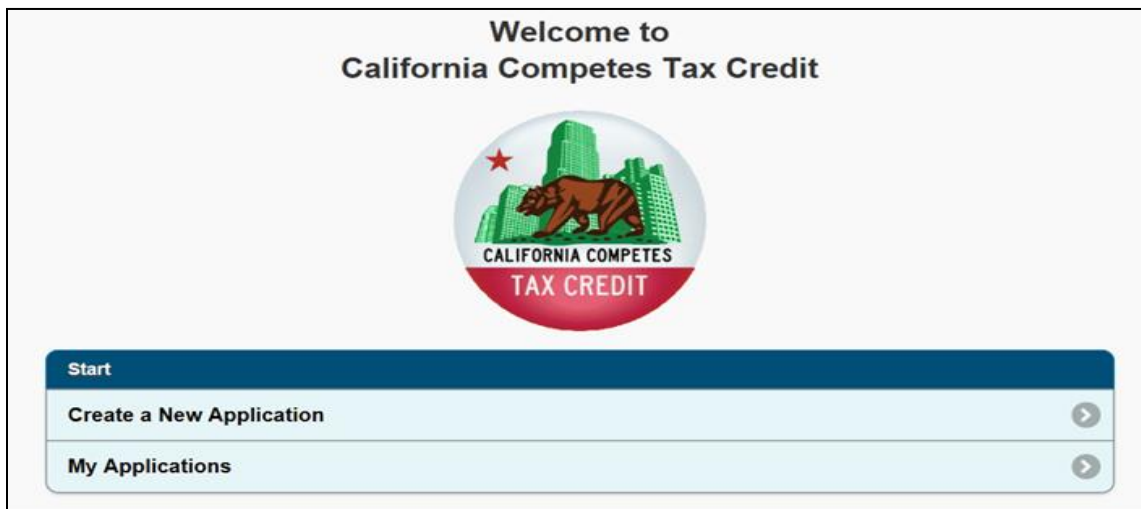 Welcome to
California Competes Tax Credit
CALIFORNIA COMPETES
TAX CREDIT
Start
Create a New Application
My Applications